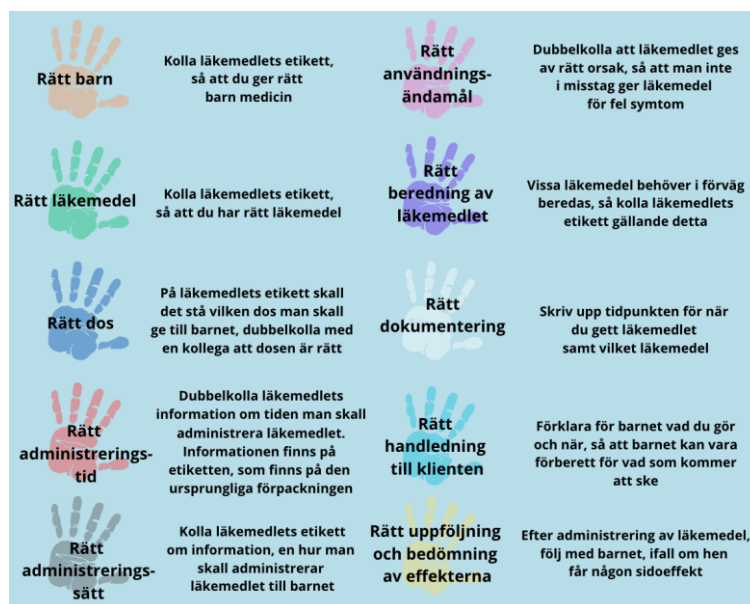 Rätt barn
Kolla läkemedlets etikett,
så att du ger rätt
barn medicin
Rätt läkemedel
Kolla läkemedlets etikett,
så att du har rätt läkemedel
Rätt dos
På läkemedlets etikett skall
det stå vilken dos man skall
ge till barnet, dubbelkolla med
en kollega att dosen är rätt
Rätt
administrerings-
tid
Dubbelkolla läkemedlets
information om tiden man skall
administrera läkemedlet.
Informationen finns på
etiketten, som finns på den
ursprungliga förpackningen
Rätt
administrerings-
sätt
Kolla läkemedlets etikett
om information, en hur man
skall administrerar
läkemedlet till barnet
Rätt
användnings-
ändamål
Dubbelkolla att läkemedlet ges
av rätt orsak, så att man inte
i misstag ger läkemedel
för fel symtom
Rätt
beredning av
läkemedlet
Vissa läkemedel behöver i förväg
beredas, så kolla läkemedlets
etikett gällande detta
Rätt
dokumentering
Skriv upp tidpunkten för när
du gett läkemedlet
samt vilket läkemedel
Rätt
handledning
till klienten
Förklara för barnet vad du gör
och när, så att barnet kan vara
förberett för vad som kommer
att ske
Rätt uppföljning
och bedömning
av effekterna
Efter administrering av läkemedel,
följ med barnet, ifall om hen
får någon sidoeffekt